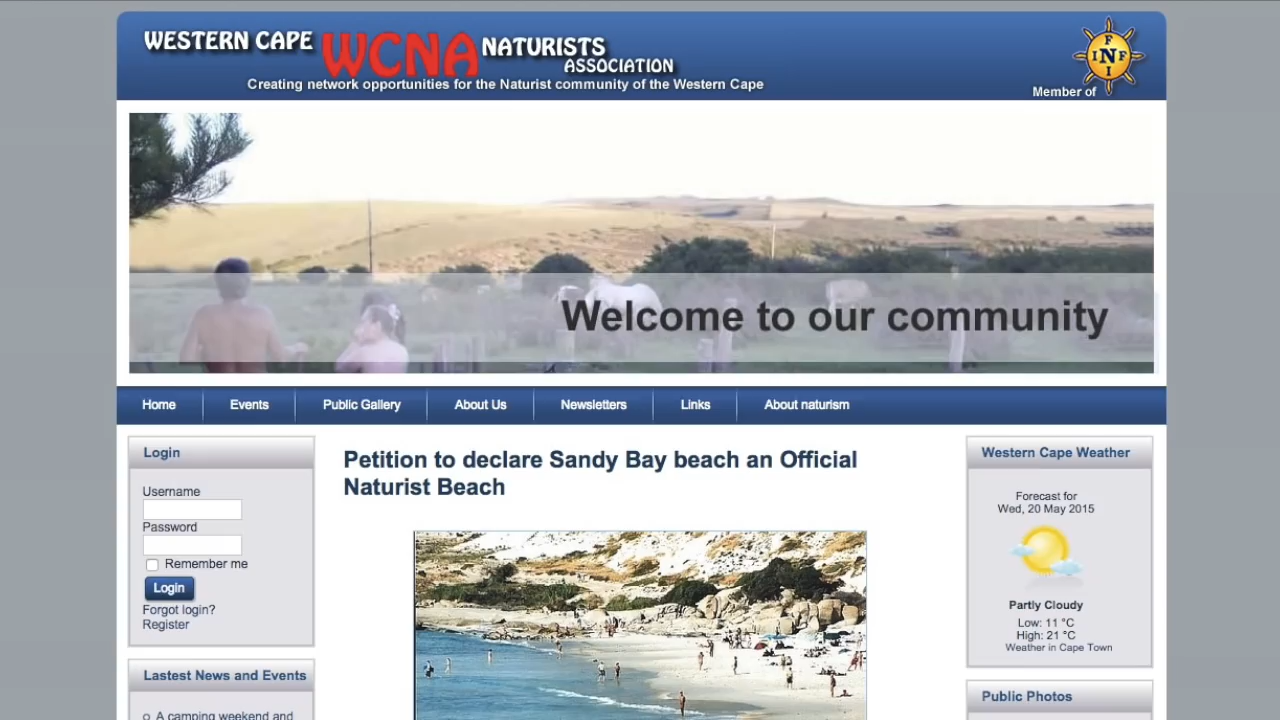 WESTERN CAPE WCNA NATURISTS
ASSOCIATION
Creating network opportunities for the Naturist community of the Western Cape
F
INF
I
Member of
Welcome to our community
Home Events Public Gallery About Us Newsletters Links About naturism
Login
Username
Password
Remember me
Login
Forgot login?
Register
Lastest News and Events
A camping weekend and
Petition to declare Sandy Bay beach an Official
Naturist Beach
Western Cape Weather
Forecast for
Wed, 20 May 2015
Partly Cloudy
Low: 11 °C
High: 21 °C
Weather in Cape Town
Public Photos